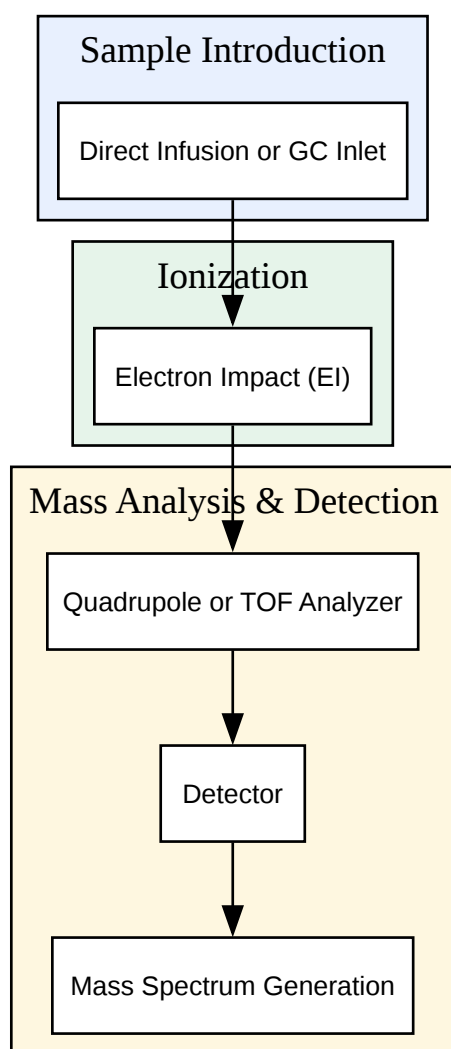 Sample Introduction
Direct Infusion or GC Inlet
Ionization
Electron Impact (EI)
Mass Analysis & Detection
Quadrupole or TOF Analyzer
Detector
Mass Spectrum Generation